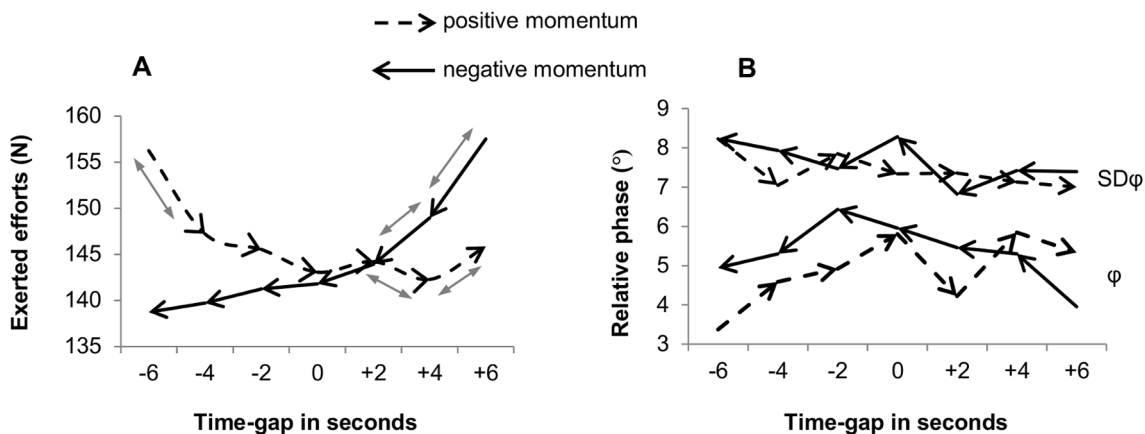 positive momentum
negative momentum
A
Exerted efforts (N)
160
155
150
145
140
135
-6 -4 -2 0 +2 +4 +6
Time-gap in seconds
B
Relative phase (°)
9
8
7
6
5
4
3
SDφ
φ
-6 -4 -2 0 +2 +4 +6
Time-gap in seconds